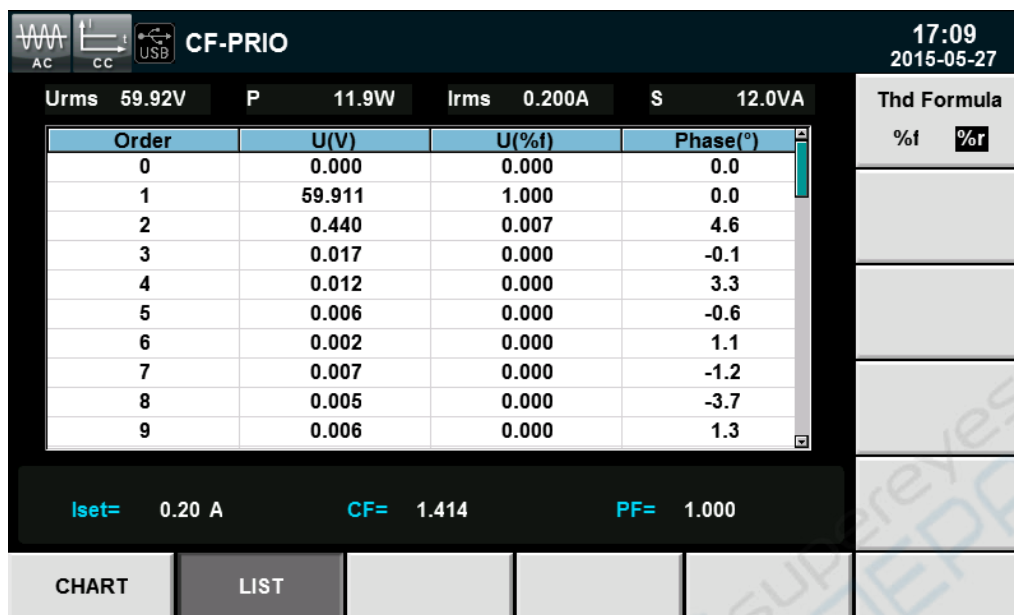 AC CC USB CF-PRIO 17:09
2015-05-27
Urms 59.92V P 11.9W Irms 0.200A S 12.0VA
Thd Formula
%f %r
Order U(V) U(%f) Phase(°)
0 0.000 0.000 0.0
1 59.911 1.000 0.0
2 0.440 0.007 4.6
3 0.017 0.000 -0.1
4 0.012 0.000 3.3
5 0.006 0.000 -0.6
6 0.002 0.000 1.1
7 0.007 0.000 -1.2
8 0.005 0.000 -3.7
9 0.006 0.000 1.3
Iset= 0.20 A CF= 1.414 PF= 1.000
CHART LIST